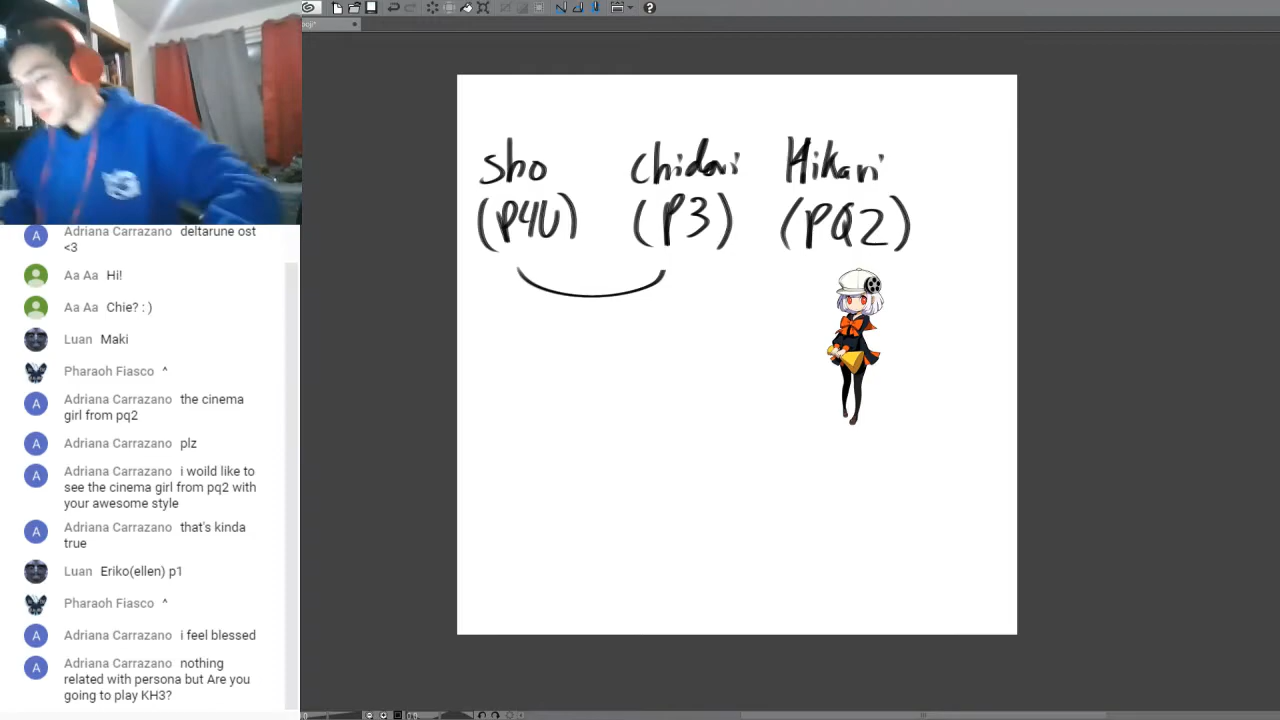 Sho
Chidori
Hikari
(P4U)
(P3)
(PQ2)
Adriana Carrazano deltarune ost
<3
Aa Aa Hi!
Aa Aa Chie? : )
Luan Maki
Pharaoh Fiasco ^
Adriana Carrazano the cinema
girl from pq2
Adriana Carrazano plz
Adriana Carrazano i woild like to
see the cinema girl from pq2 with
your awesome style
Adriana Carrazano that's kinda
true
Luan Eriko(ellen) p1
Pharaoh Fiasco ^
Adriana Carrazano i feel blessed
Adriana Carrazano nothing
related with persona but Are you
going to play KH3?